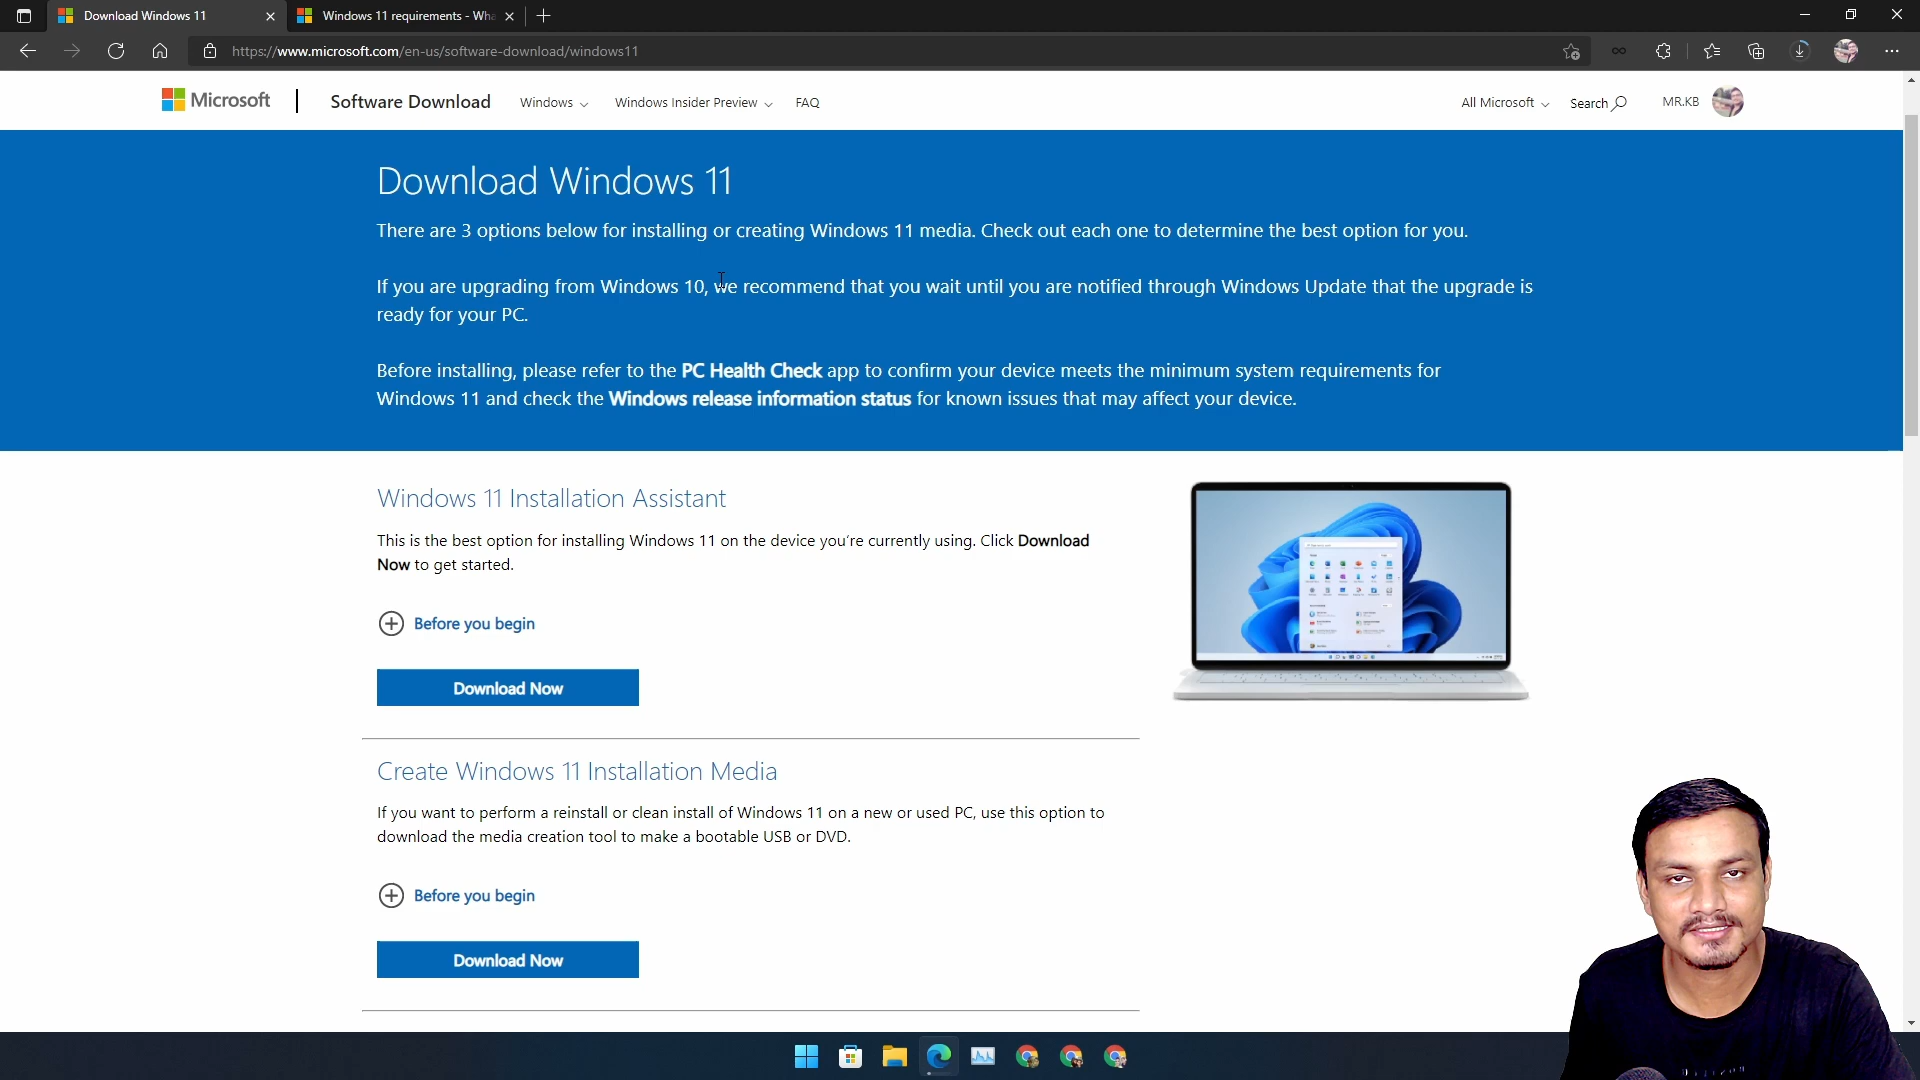 Download Windows 11
Windows 11 requirements - Wha
https://www.microsoft.com/en-us/software-download/windows11
Microsoft
Software Download
Windows
Windows Insider Preview
FAQ
All Microsoft
Search
MR.KB
Download Windows 11
There are 3 options below for installing or creating Windows 11 media. Check out each one to determine the best option for you.
If you are upgrading from Windows 10, we recommend that you wait until you are notified through Windows Update that the upgrade is
ready for your PC.
Before installing, please refer to the PC Health Check app to confirm your device meets the minimum system requirements for
Windows 11 and check the Windows release information status for known issues that may affect your device.
Windows 11 Installation Assistant
This is the best option for installing Windows 11 on the device you're currently using. Click Download
Now to get started.
Before you begin
Download Now
Create Windows 11 Installation Media
If you want to perform a reinstall or clean install of Windows 11 on a new or used PC, use this option to
download the media creation tool to make a bootable USB or DVD.
Before you begin
Download Now